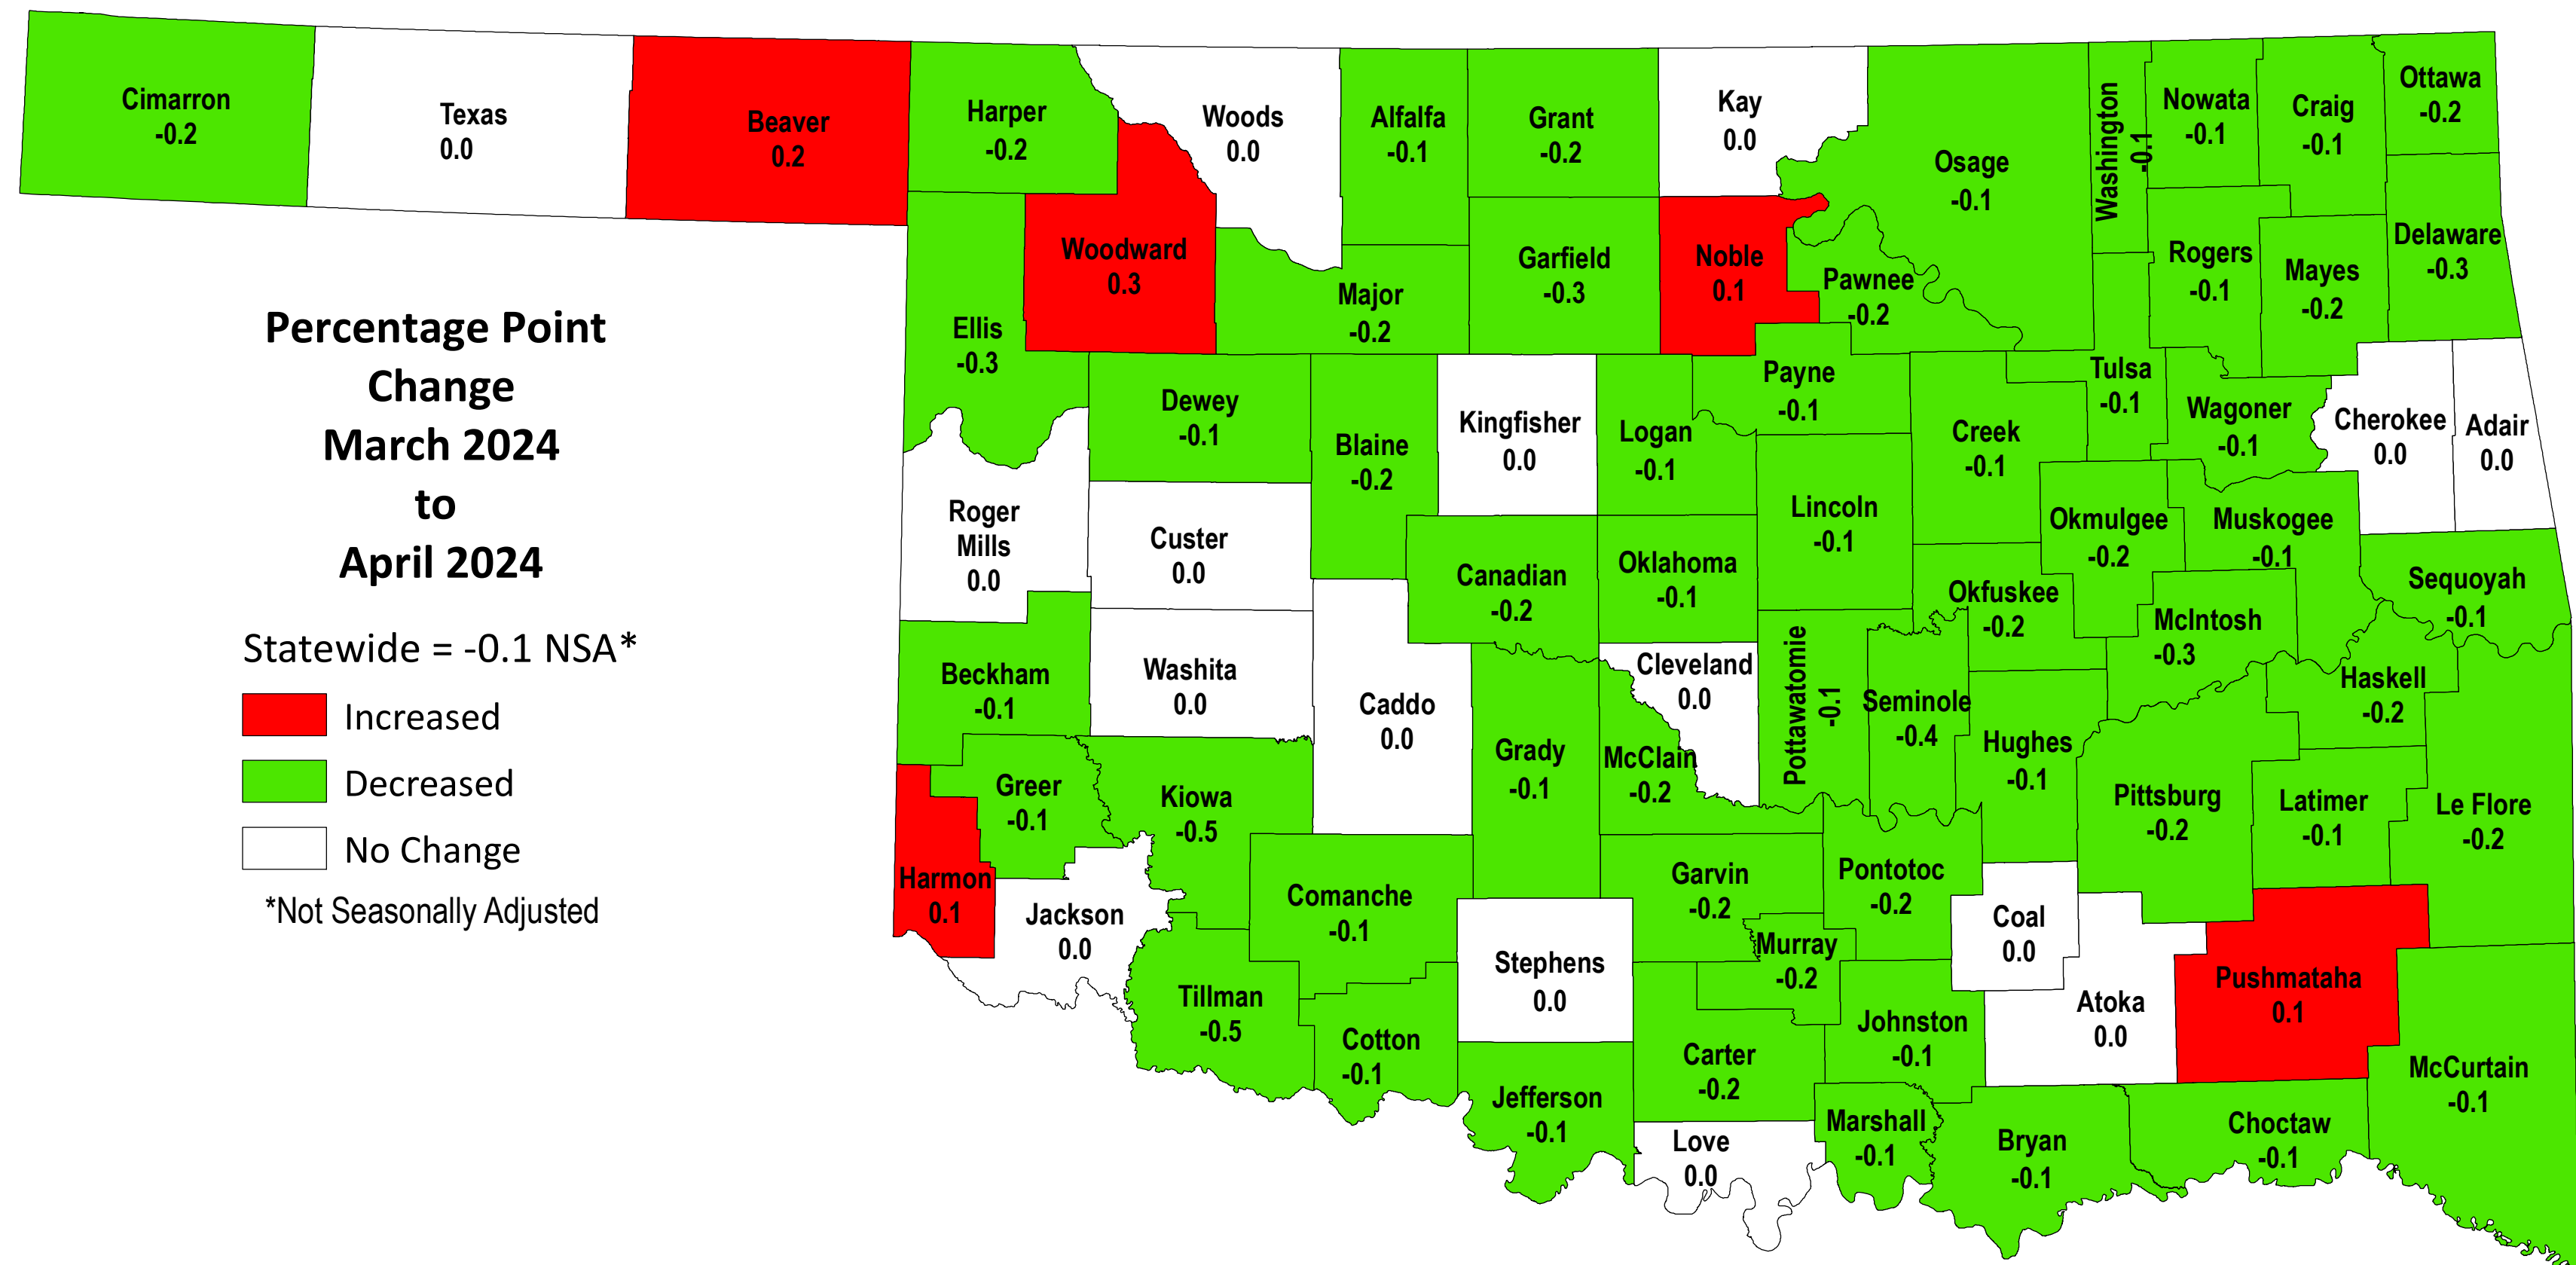 Percentage Point
Change
March 2024
to
April 2024
Statewide = -0.1 NSA*
Increased
Decreased
No Change
*Not Seasonally Adjusted
Cimarron
-0.2
Texas
0.0
Beaver
0.2
Harper
-0.2
Woods
0.0
Alfalfa
-0.1
Grant
-0.2
Kay
0.0
Osage
-0.1
Washington
-0.1
Nowata
-0.1
Craig
-0.1
Ottawa
-0.2
Woodward
0.3
Ellis
-0.3
Major
-0.2
Garfield
-0.3
Noble
0.1
Pawnee
-0.2
Rogers
-0.1
Mayes
-0.2
Delaware
-0.3
Dewey
-0.1
Blaine
-0.2
Kingfisher
0.0
Logan
-0.1
Payne
-0.1
Creek
-0.1
Tulsa
-0.1
Wagoner
-0.1
Cherokee
0.0
Adair
0.0
Roger
Mills
0.0
Custer
0.0
Canadian
-0.2
Oklahoma
-0.1
Lincoln
-0.1
Okfuskee
-0.2
Okmulgee
-0.2
Muskogee
-0.1
McIntosh
-0.3
Sequoyah
-0.1
Beckham
-0.1
Washita
0.0
Caddo
0.0
Grady
-0.1
McClain
-0.2
Cleveland
0.0
Pottawatomie
-0.1
Seminole
-0.4
Hughes
-0.1
Pittsburg
-0.2
Haskell
-0.2
Latimer
-0.1
Le Flore
-0.2
Harmon
0.1
Greer
-0.1
Kiowa
-0.5
Jackson
0.0
Comanche
-0.1
Tillman
-0.5
Cotton
-0.1
Stephens
0.0
Jefferson
-0.1
Garvin
-0.2
Murray
-0.2
Carter
-0.2
Love
0.0
Pontotoc
-0.2
Johnston
-0.1
Marshall
-0.1
Coal
0.0
Atoka
0.0
Bryan
-0.1
Pushmataha
0.1
Choctaw
-0.1
McCurtain
-0.1